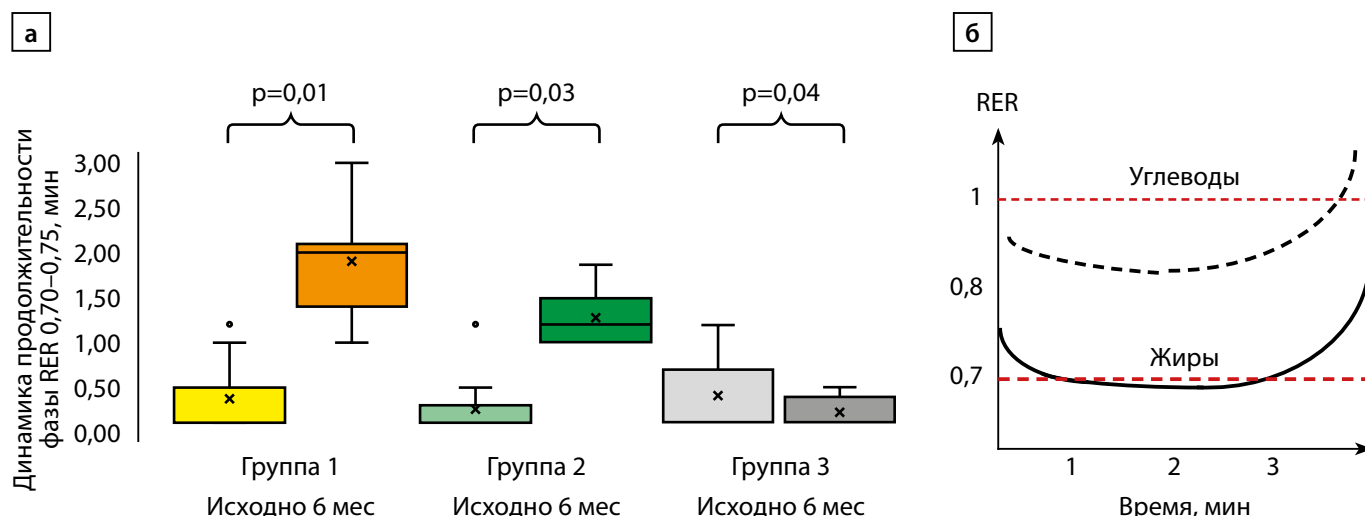 а
p=0,01
p=0,03
p=0,04
Динамика продолжительности
фазы RER 0,70–0,75, мин
3,00
2,50
2,00
1,50
1,00
0,50
0,00
Группа 1
Группа 2
Группа 3
Исходно 6 мес
Исходно 6 мес
Исходно 6 мес
б
RER
1
0,8
0,7
Углеводы
Жиры
1
2
3
Время, мин